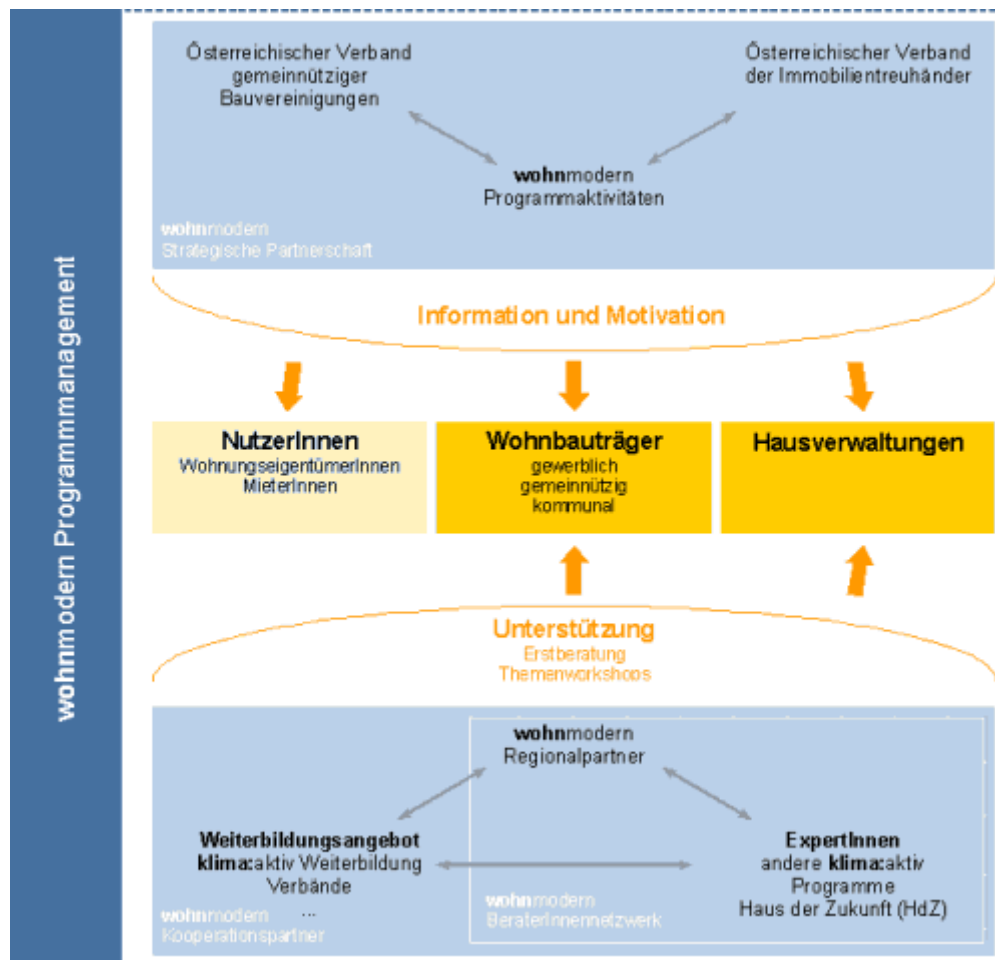 wohnmodern Programmmanagement
Österreichischer Verband
gemeinnütziger
Bauvereinigungen
Österreichischer Verband
der Immobilientreuhänder
wohnmodern
Programmaktivitäten
wohnmodern
Strategische Partnerschaft
Information und Motivation
NutzerInnen
WohnungseigentümerInnen
MieterInnen
Wohnbauträger
gewerblich
gemeinnützig
kommunal
Hausverwaltungen
Unterstützung
Erstberatung
Themenworkshops
wohnmodern
Regionalpartner
Weiterbildungsangebot
klima:aktiv Weiterbildung
Verbände
...
ExpertInnen
andere klima:aktiv
Programme
Haus der Zukunft (HdZ)
wohnmodern
Kooperationspartner
wohnmodern
BeraterInnennetzwerk